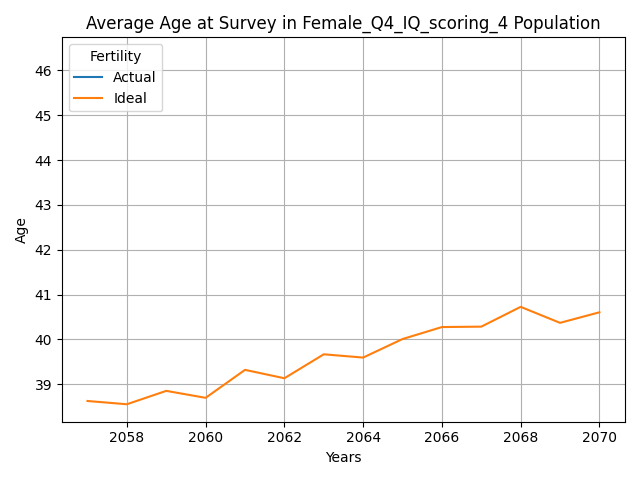 Average Age at Survey in Female_Q4_IQ_scoring_4 Population
Fertility
Actual
Ideal
46
45
44
43
42
41
40
39
Age
2058 2060 2062 2064 2066 2068 2070
Years